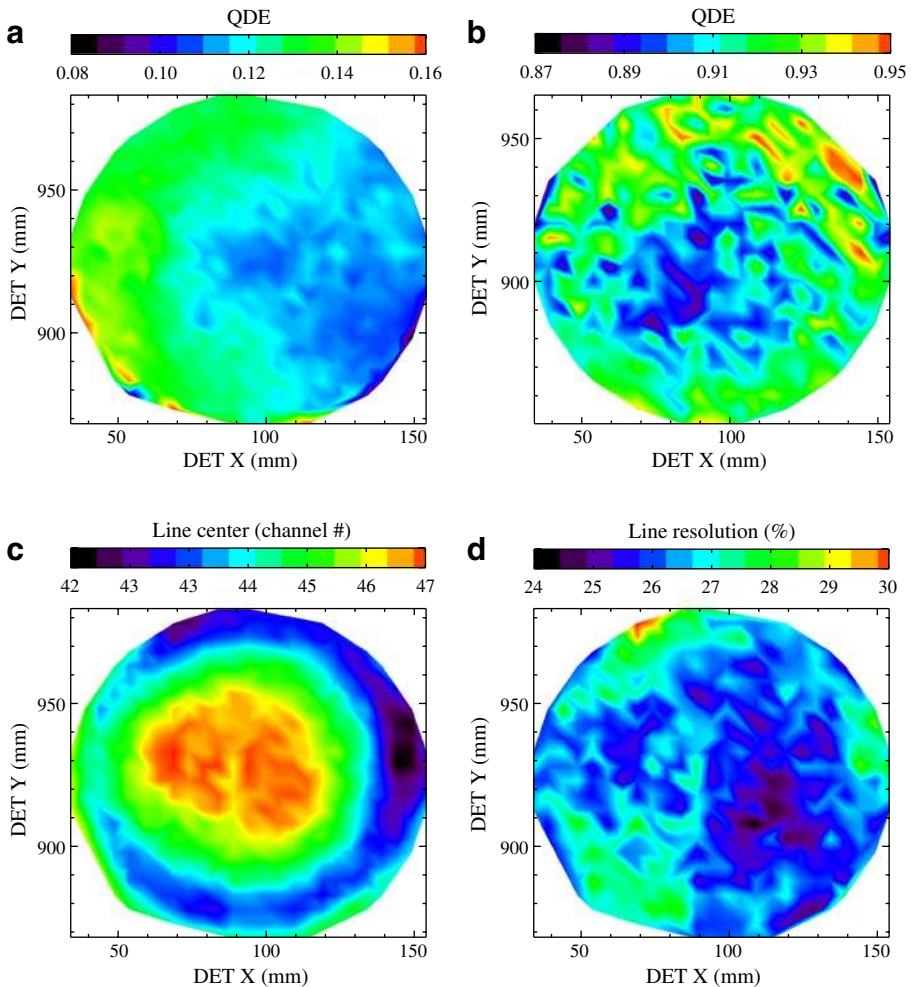 a
QDE
0.08 0.10 0.12 0.14 0.16
950
900
DET Y (mm)
50 100 150
DET X (mm)
b
QDE
0.87 0.89 0.91 0.93 0.95
950
900
DET Y (mm)
50 100 150
DET X (mm)
c
Line center (channel #)
42 43 43 44 45 46 47
950
900
DET Y (mm)
50 100 150
DET X (mm)
d
Line resolution (%)
24 25 26 27 28 29 30
950
900
DET Y (mm)
50 100 150
DET X (mm)